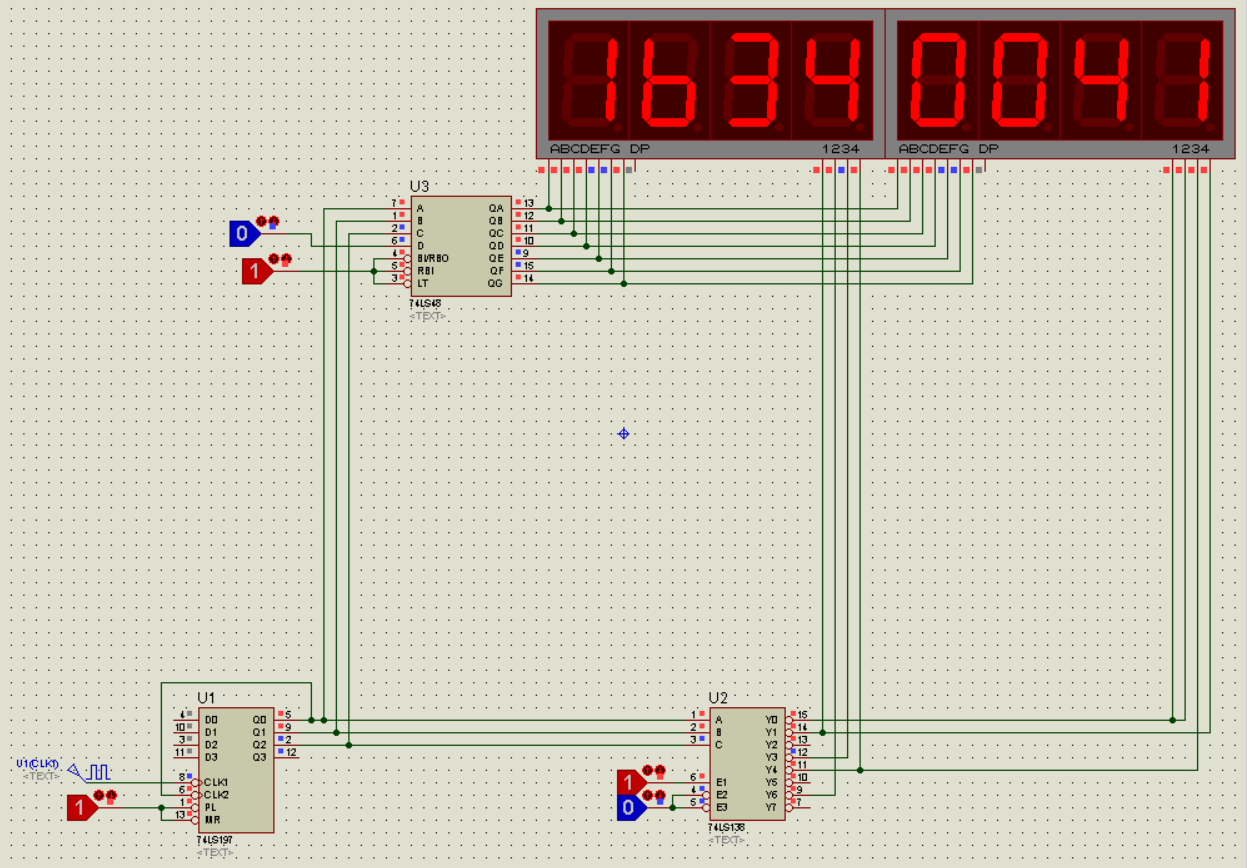 1634 0041
ABCDEFG DP 1234 ABCDEFG DP 1234
U3
7 A QA 13
1 B QB 12
2 C QC 11
0 6 D QD 10
4 BI/RBO QE 9
1 5 RBI QF 15
3 LT QG 14
74LS48
<TEXT>
U1
4 D0 Q0 5
10 D1 Q1 9
3 D2 Q2 2
11 D3 Q3 12
U1(CLK1)
<TEXT>
8 CLK1
6 CLK2
1 1 PL
13 MR
74LS197
<TEXT>
U2
1 A Y0 15
2 B Y1 14
3 C Y2 13
Y3 12
Y4 11
1 6 E1 Y5 10
4 E2 Y6 9
0 5 E3 Y7 7
74LS138
<TEXT>